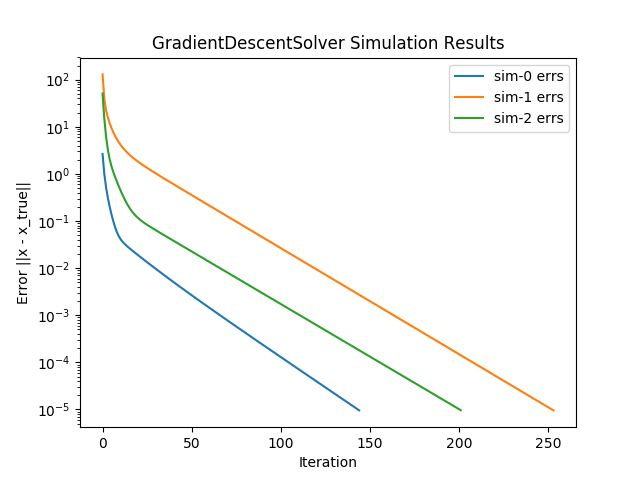 GradientDescentSolver Simulation Results
sim-0 errs
sim-1 errs
sim-2 errs
Error ||x - x_true||
10²
10¹
10⁰
10⁻¹
10⁻²
10⁻³
10⁻⁴
10⁻⁵
0 50 100 150 200 250
Iteration